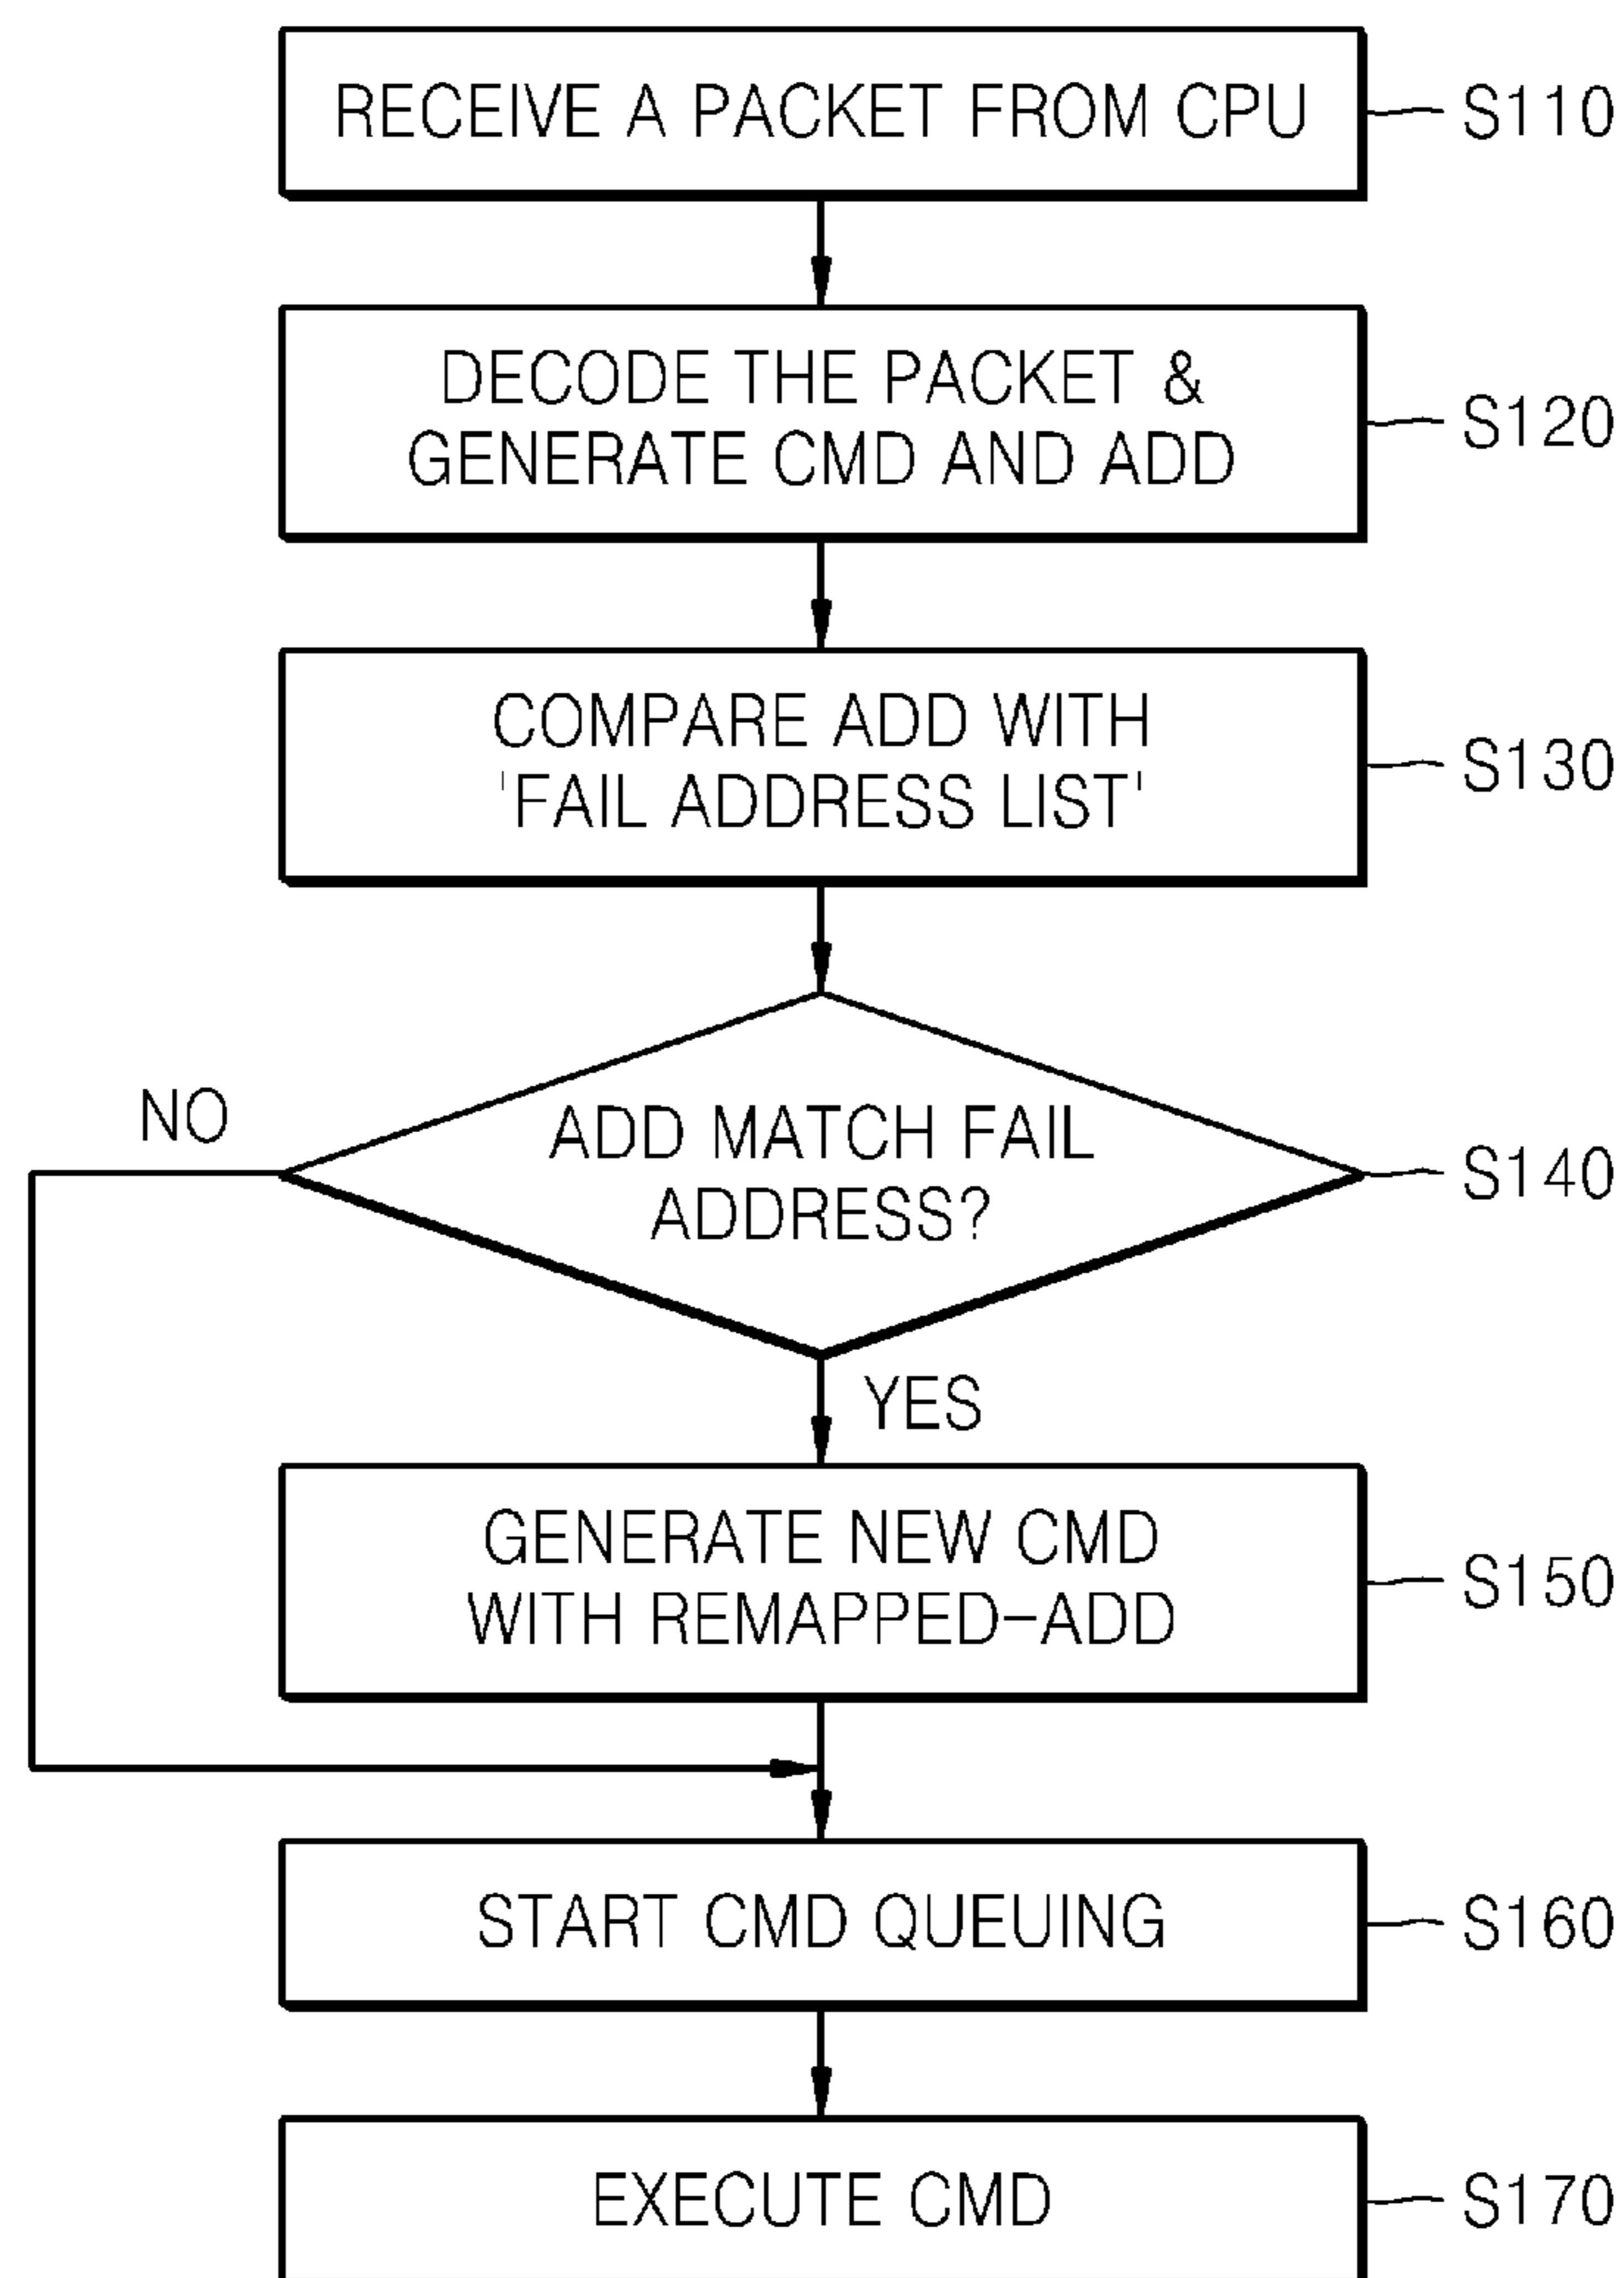 RECEIVE A PACKET FROM CPU
S110
DECODE THE PACKET &
GENERATE CMD AND ADD
S120
COMPARE ADD WITH
'FAIL ADDRESS LIST'
S130
NO
ADD MATCH FAIL
ADDRESS?
S140
YES
GENERATE NEW CMD
WITH REMAPPED-ADD
S150
START CMD QUEUING
S160
EXECUTE CMD
S170